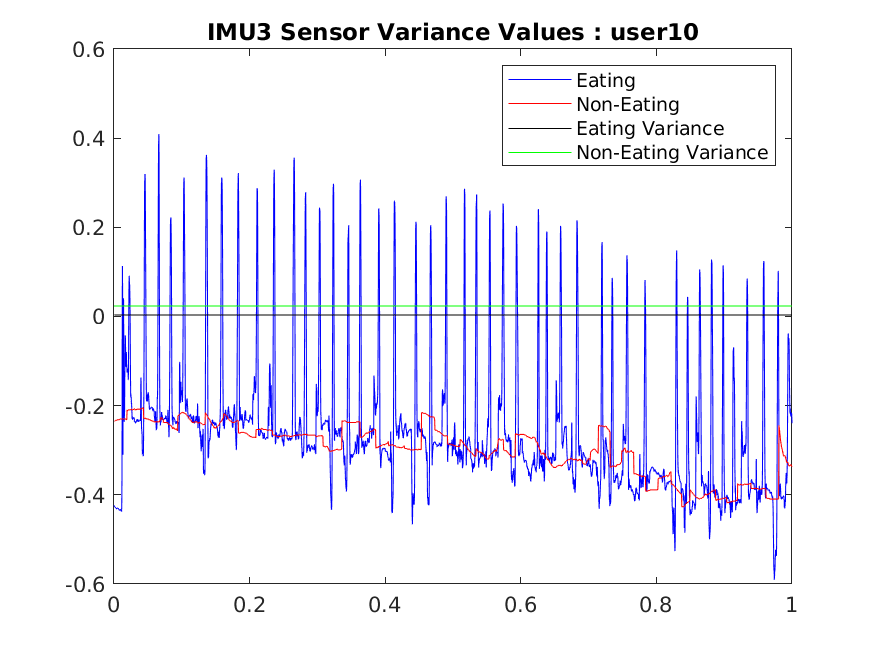 IMU3 Sensor Variance Values : user10
0.6
Eating
Non-Eating
Eating Variance
Non-Eating Variance
0.4
0.2
0
-0.2
-0.4
-0.6
0 0.2 0.4 0.6 0.8 1